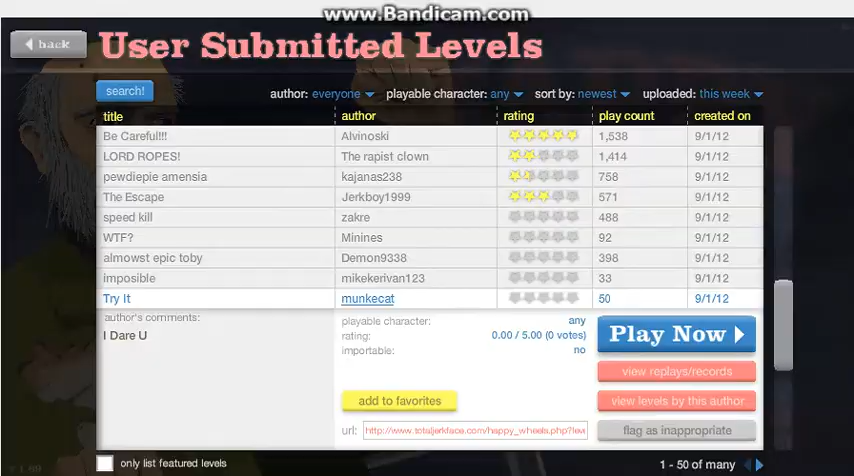 www.Bandicam.com
back
User Submitted Levels
search!
author: everyone playable character: any sort by: newest uploaded: this week
title author rating play count created on
Be Careful!!! Alvinoski 1,538 9/1/12
LORD ROPES! The rapist clown 1,414 9/1/12
pewdiepie amensia kajanas238 758 9/1/12
The Escape Jerkboy1999 571 9/1/12
speed kill zakre 488 9/1/12
WTF? Minines 92 9/1/12
almowst epic toby Demon9338 398 9/1/12
imposible mikekerivan123 33 9/1/12
Try It munkecat 50 9/1/12
author's comments:
I Dare U
playable character: any
rating: 0.00 / 5.00 (0 votes)
importable: no
Play Now
view replays/records
add to favorites
view levels by this author
url: http://www.totaljerkface.com/happy_wheels.php?leve
flag as inappropriate
only list featured levels
1 - 50 of many
v 1.69